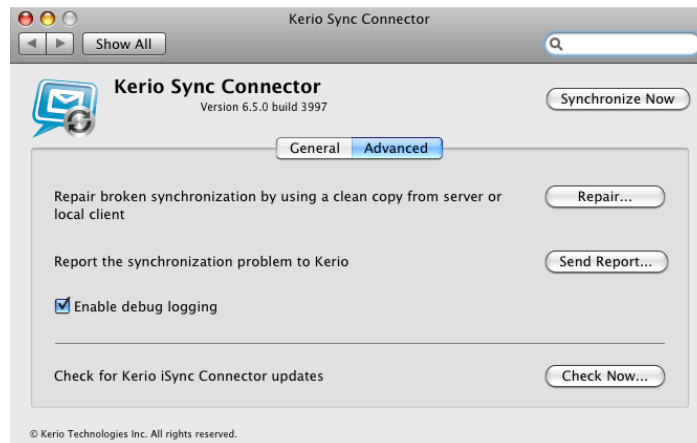 Kerio Sync Connector
Show All
Kerio Sync Connector
Version 6.5.0 build 3997
Synchronize Now
General Advanced
Repair broken synchronization by using a clean copy from server or
local client
Repair...
Report the synchronization problem to Kerio
Send Report...
Enable debug logging
Check for Kerio iSync Connector updates
Check Now...
© Kerio Technologies Inc. All rights reserved.